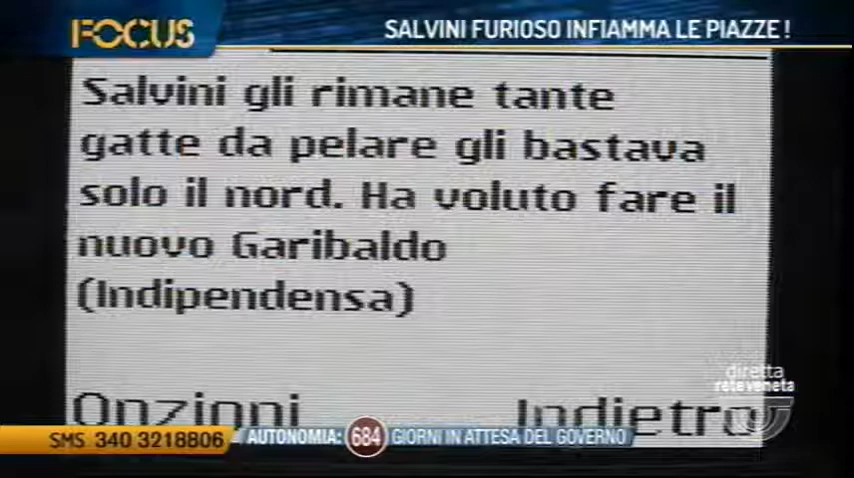 FOCUS
SALVINI FURIOSO INFIAMMA LE PIAZZE!
Salvini gli rimane tante
gatte da pelare gli bastava
solo il nord. Ha voluto fare il
nuovo Garibaldo
(Indipendensa)
diretta
reteveneta
Opzioni Indietro
SMS 340 3218806
AUTONOMIA: 684 GIORNI IN ATTESA DEL GOVERNO